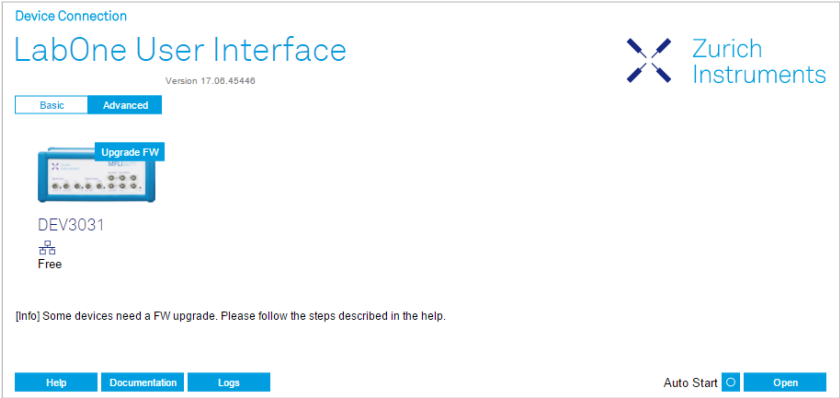 Device Connection
LabOne User Interface
Version 17.06.45446
Zurich
Instruments
Basic
Advanced
Upgrade FW
MFLI
DEV3031
Free
[Info] Some devices need a FW upgrade. Please follow the steps described in the help.
Help
Documentation
Logs
Auto Start
Open